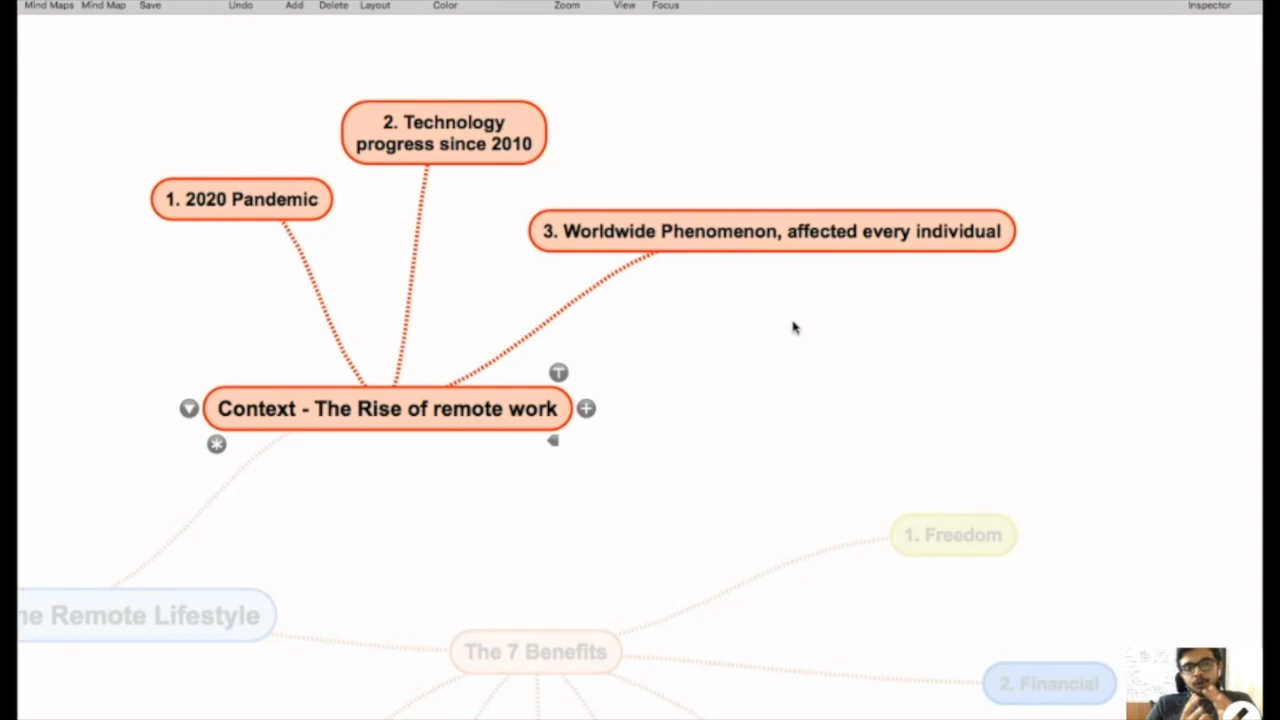 Mind Maps Mind Map Save Undo Add Delete Layout Color Zoom View Focus Inspector
2. Technology
progress since 2010
1. 2020 Pandemic
3. Worldwide Phenomenon, affected every individual
Context - The Rise of remote work
1. Freedom
Remote Lifestyle
The 7 Benefits
2. Financial